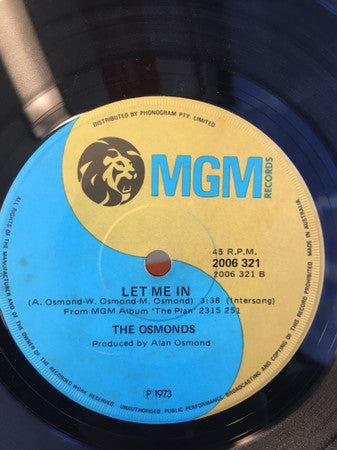 DISTRIBUTED BY PHONOGRAM PTY. LIMITED
MGM
RECORDS
45 R.P.M.
2006 321
2006 321 B
LET ME IN
(A. Osmond-W. Osmond-M. Osmond) 3:38 (Intersong)
From MGM Album 'The Plan' 2315 251
THE OSMONDS
Produced by Alan Osmond
℗ 1973
ALL RIGHTS OF THE MANUFACTURER AND OF THE OWNER OF THE RECORDED WORK RESERVED. UNAUTHORISED PUBLIC PERFORMANCE, BROADCASTING AND COPYING OF THIS RECORD PROHIBITED. MADE IN AUSTRALIA.